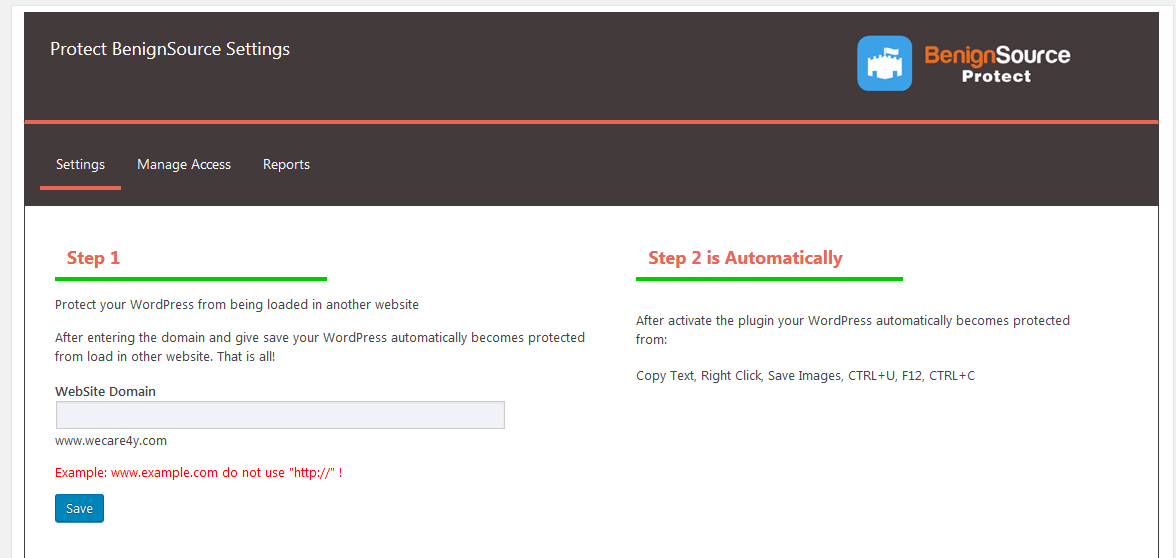 Protect BenignSource Settings
BenignSource
Protect
Settings
Manage Access
Reports
Step 1
Protect your WordPress from being loaded in another website
After entering the domain and give save your WordPress automatically becomes protected
from load in other website. That is all!
WebSite Domain
www.wecare4y.com
Example: www.example.com do not use "http://" !
Save
Step 2 is Automatically
After activate the plugin your WordPress automatically becomes protected
from:
Copy Text, Right Click, Save Images, CTRL+U, F12, CTRL+C